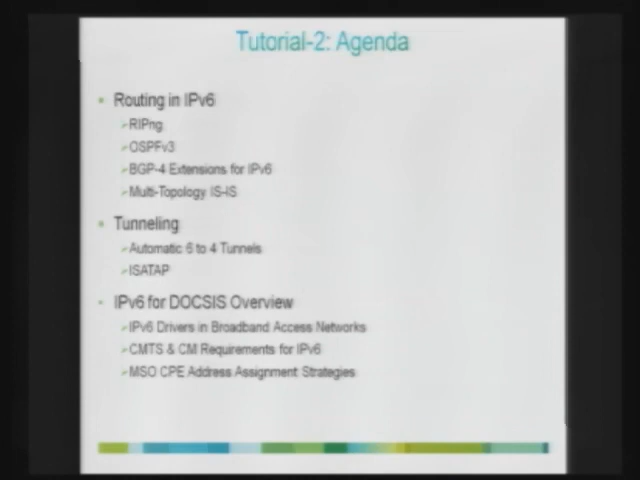 Tutorial-2: Agenda
Routing in IPv6
RIPng
OSPFv3
BGP-4 Extensions for IPv6
Multi-Topology IS-IS
Tunneling
Automatic 6 to 4 Tunnels
ISATAP
IPv6 for DOCSIS Overview
IPv6 Drivers in Broadband Access Networks
CMTS & CM Requirements for IPv6
MSO CPE Address Assignment Strategies